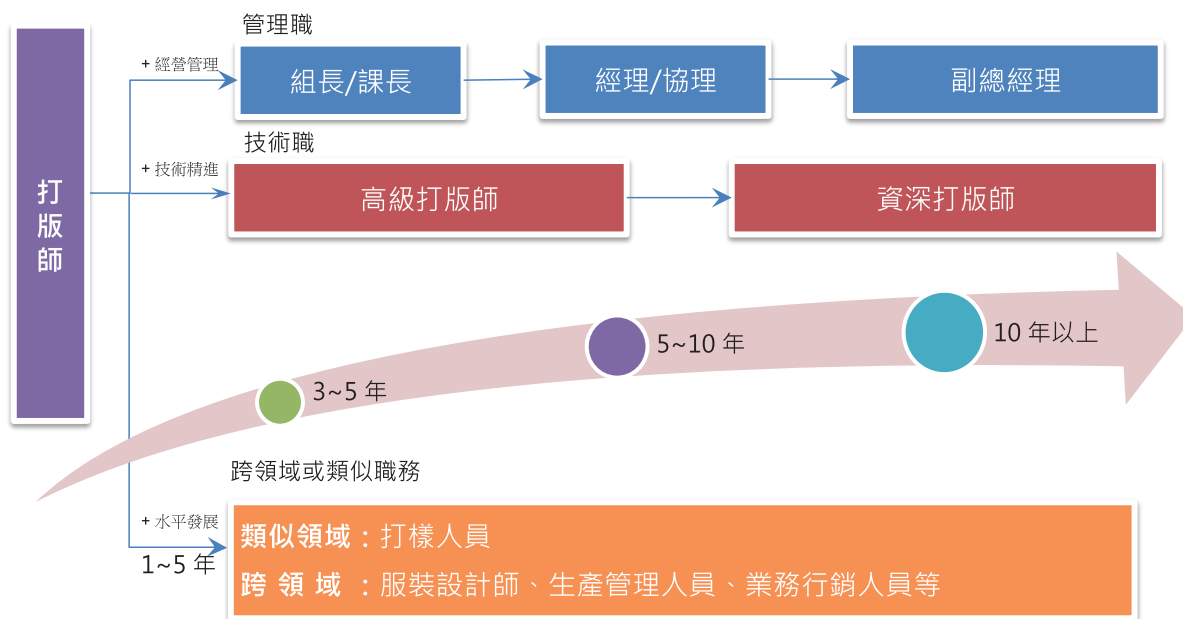 管理職
+ 經營管理
組長/課長
經理/協理
副總經理
技術職
+ 技術精進
高級打版師
資深打版師
打版師
10 年以上
5~10 年
3~5 年
跨領域或類似職務
+ 水平發展
1~5 年
類似領域：打樣人員
跨 領 域 ：服裝設計師、生產管理人員、業務行銷人員等